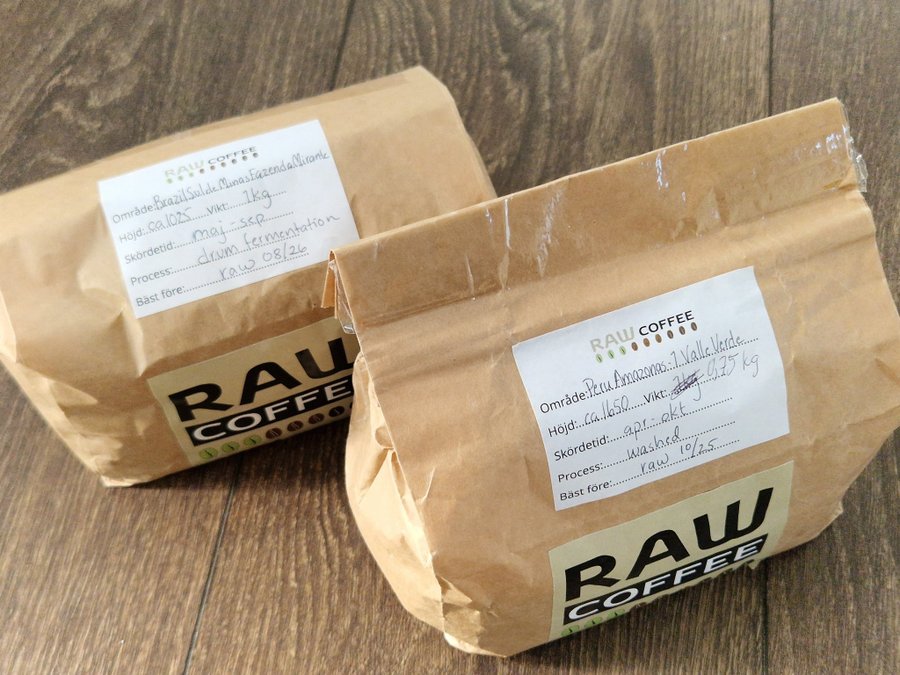 RAW COFFEE
Område: Brazil Sul de Minas Fazenda Mirante
Höjd: ca 1025 Vikt: 1kg
Skördetid: maj-sep
Process: drum fermentation
Bäst före: raw 08/26
RAW
COFFEE
RAW COFFEE
Område: Peru Amazonas: 1 Valle Verde
Höjd: ca 1650 Vikt: 0,75 kg
Skördetid: apr-okt
Process: washed
Bäst före: raw 10/25
RAW
COFFEE